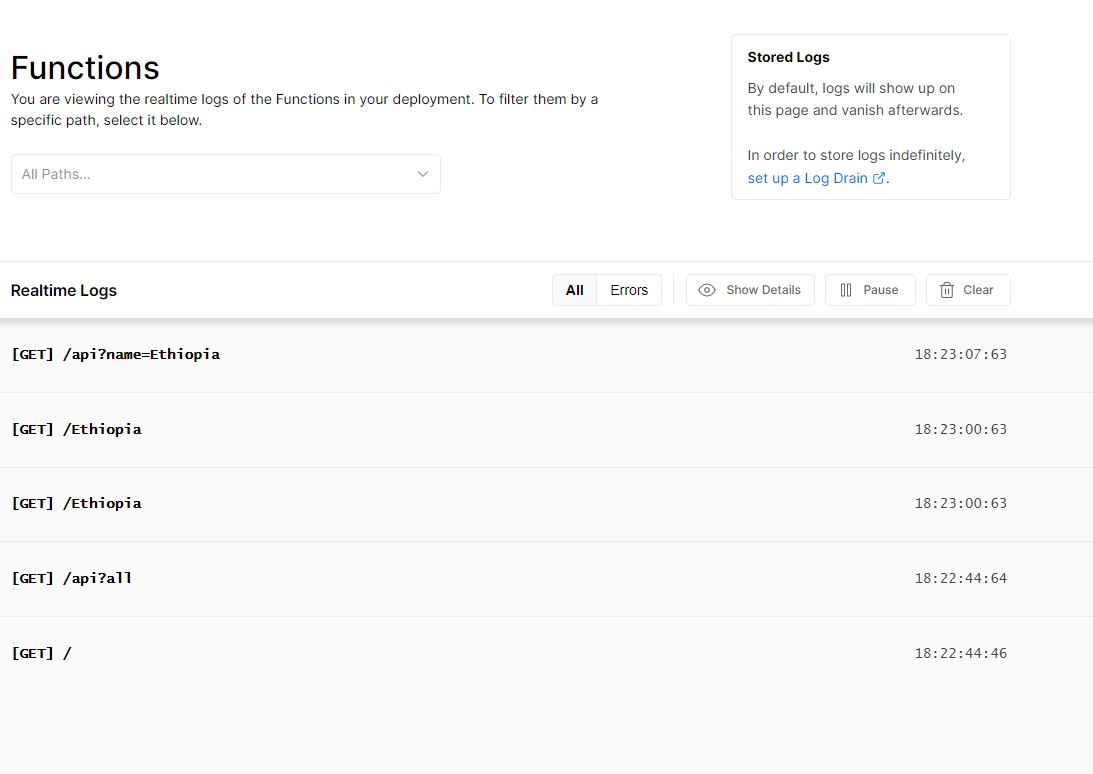 Functions
You are viewing the realtime logs of the Functions in your deployment. To filter them by a
specific path, select it below.
All Paths...
Stored Logs
By default, logs will show up on
this page and vanish afterwards.
In order to store logs indefinitely,
set up a Log Drain.
Realtime Logs
All
Errors
Show Details
Pause
Clear
[GET] /api?name=Ethiopia 18:23:07:63
[GET] /Ethiopia 18:23:00:63
[GET] /Ethiopia 18:23:00:63
[GET] /api?all 18:22:44:64
[GET] / 18:22:44:46